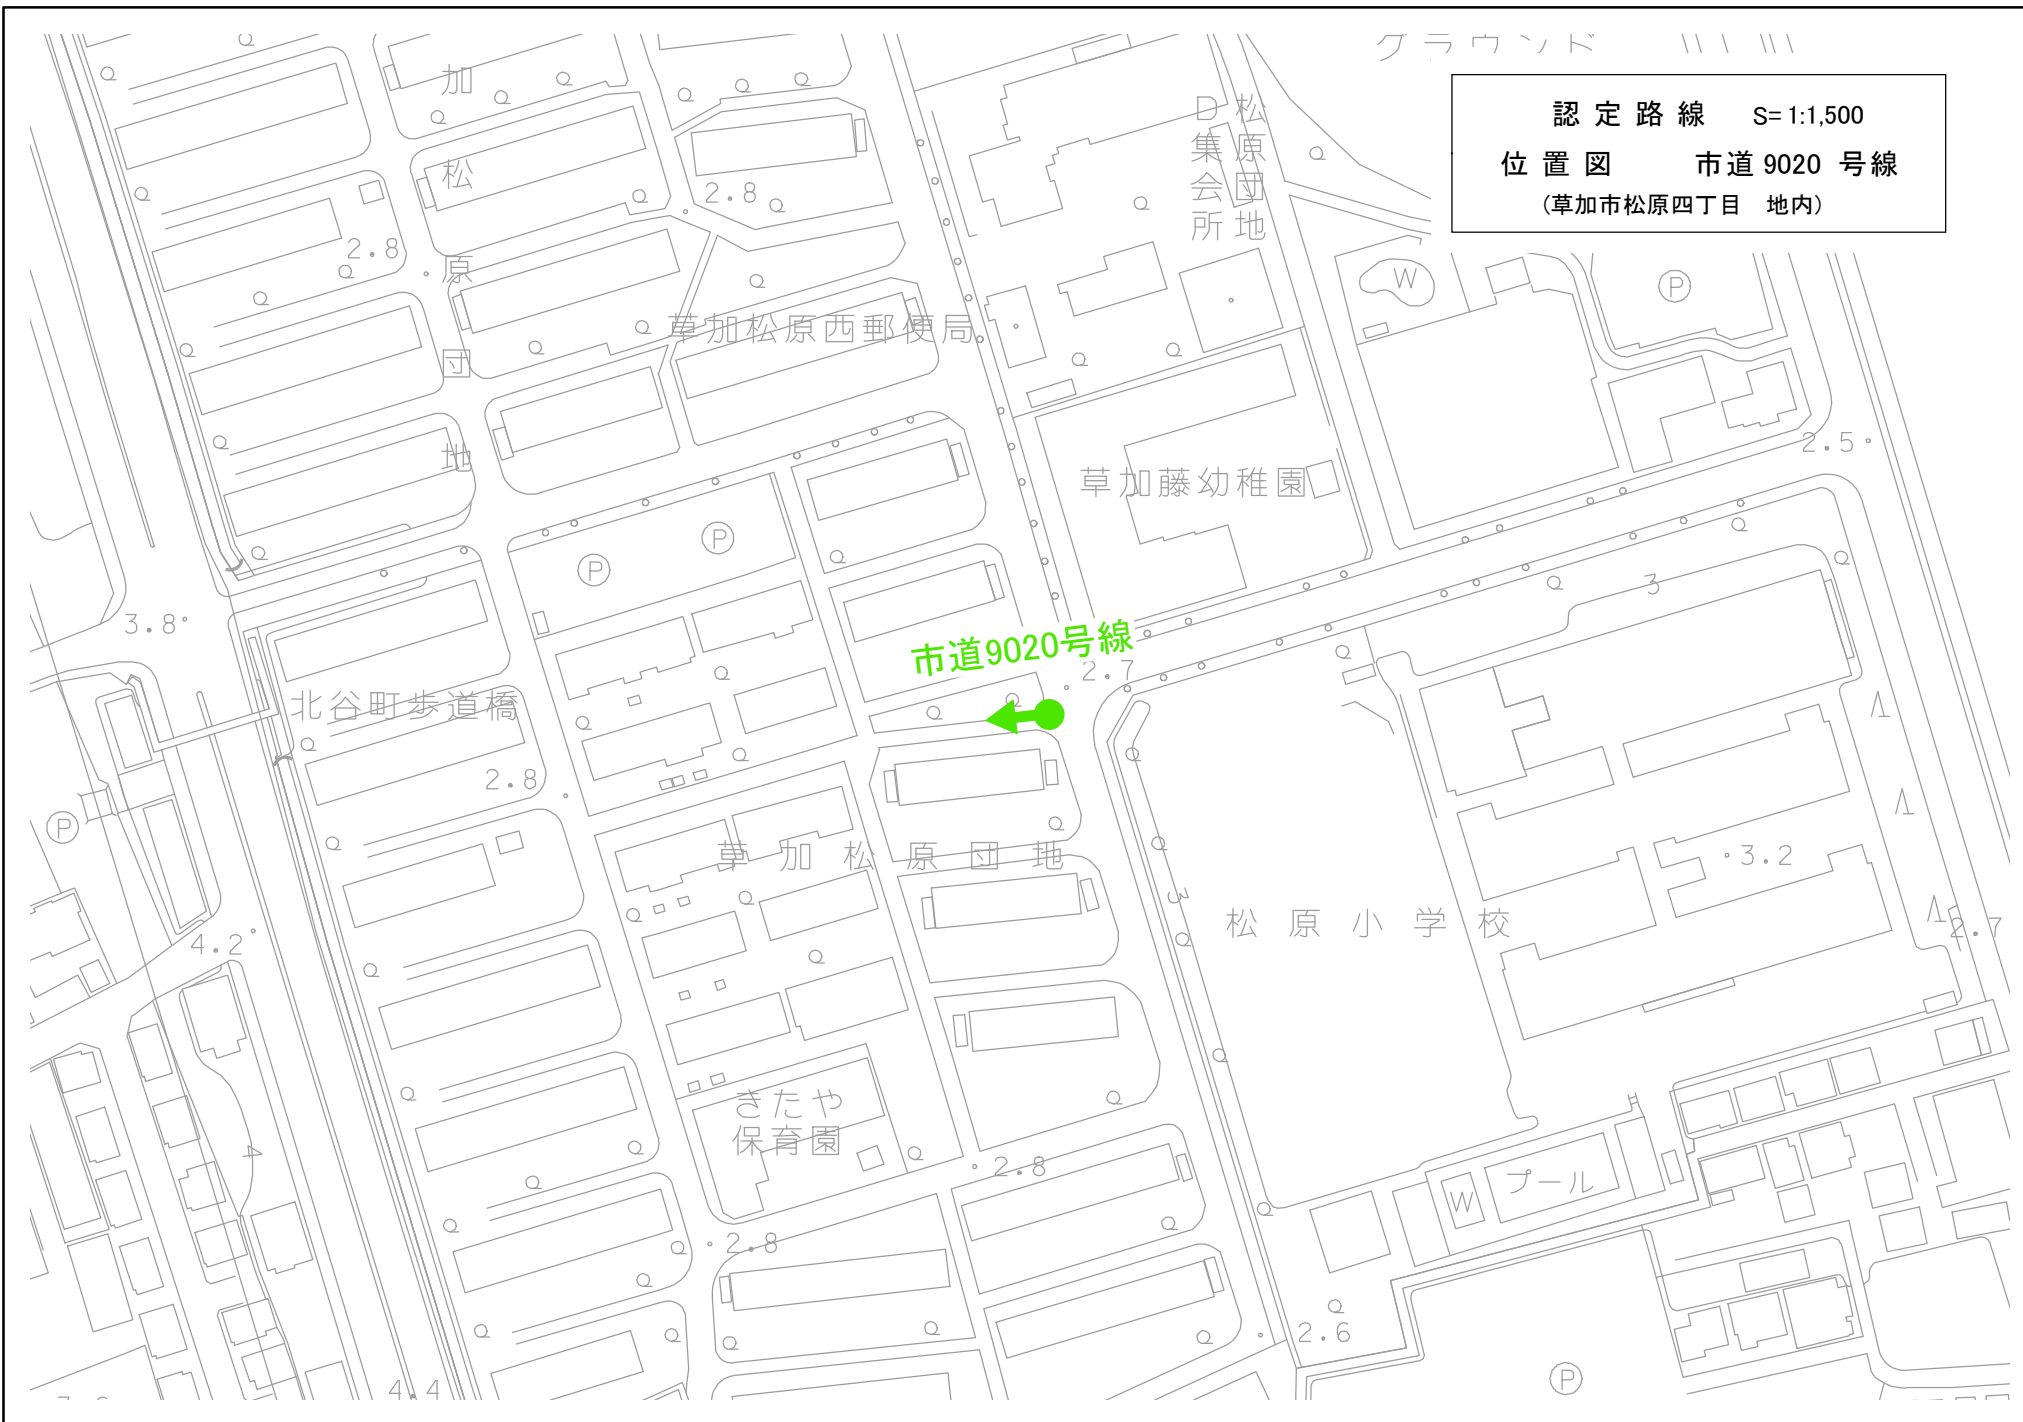 グラウンド
認定路線 S=1:1,500
位置図 市道9020号線
(草加市松原四丁目 地内)
加
松
原
団
地
松原団地
D集会所
2.8
2.8
W
P
草加松原西郵便局
2.5
草加藤幼稚園
P
P
3
3.8
市道9020号線
2.7
北谷町歩道橋
2.8
P
草加松原団地
3.2
3
松原小学校
2.7
4.2
きたや
保育園
4
2.8
プール
W
2.8
2.6
4.4
P